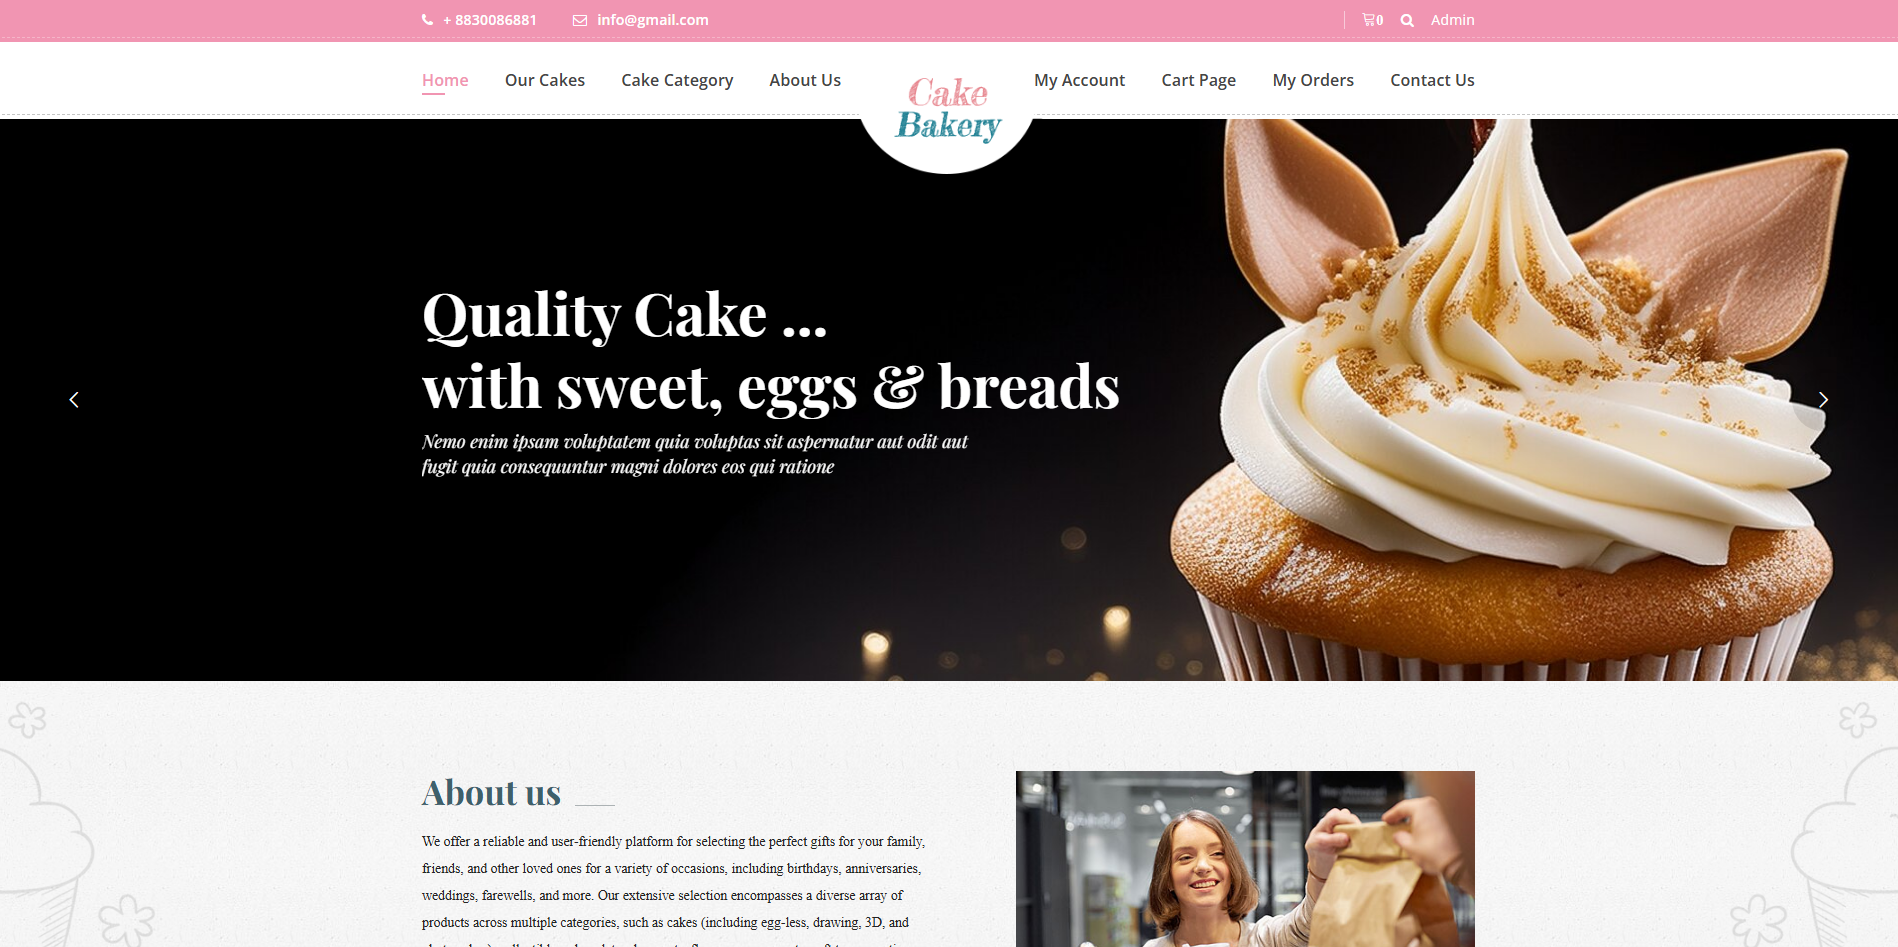 + 8830086881 info@gmail.com 0 Admin
Home Our Cakes Cake Category About Us My Account Cart Page My Orders Contact Us
Cake
Bakery
Quality Cake ...
with sweet, eggs & breads
Nemo enim ipsam voluptatem quia voluptas sit aspernatur aut odit aut
fugit quia consequuntur magni dolores eos qui ratione
About us
We offer a reliable and user-friendly platform for selecting the perfect gifts for your family,
friends, and other loved ones for a variety of occasions, including birthdays, anniversaries,
weddings, farewells, and more. Our extensive selection encompasses a diverse array of
products across multiple categories, such as cakes (including egg-less, drawing, 3D, and